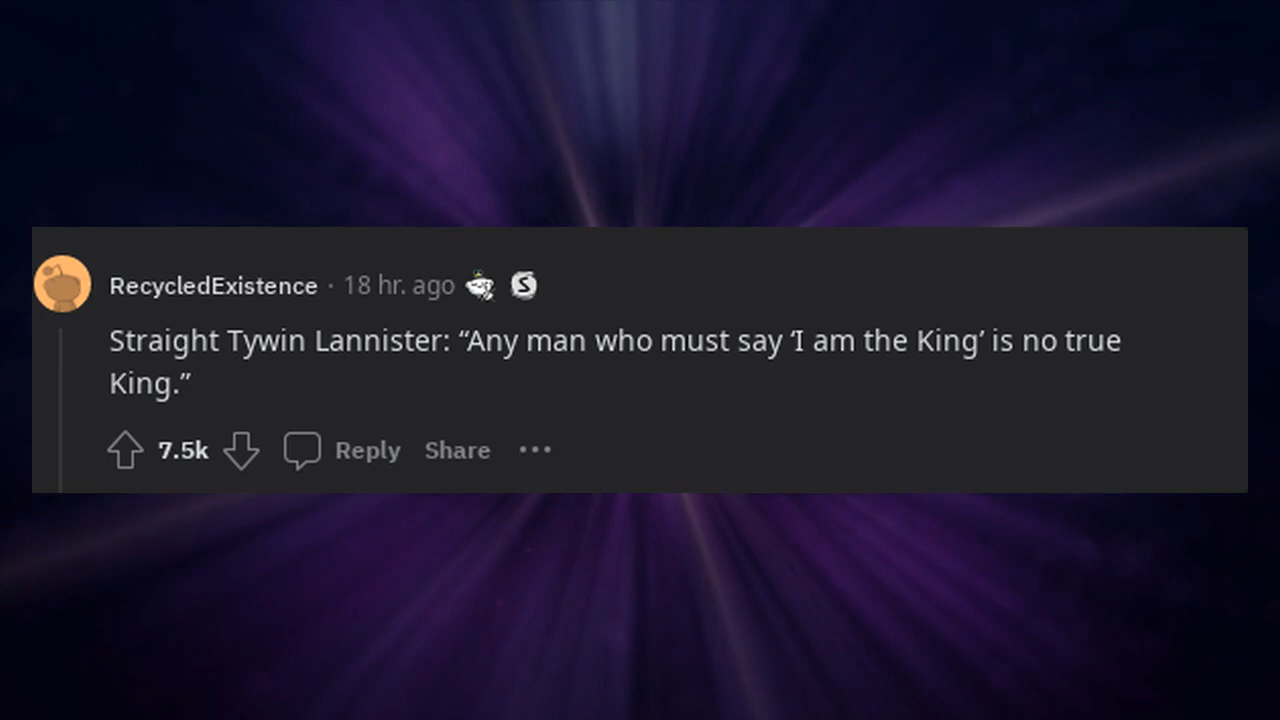 RecycledExistence · 18 hr. ago S
Straight Tywin Lannister: “Any man who must say ‘I am the King’ is no true
King.”
7.5k Reply Share •••